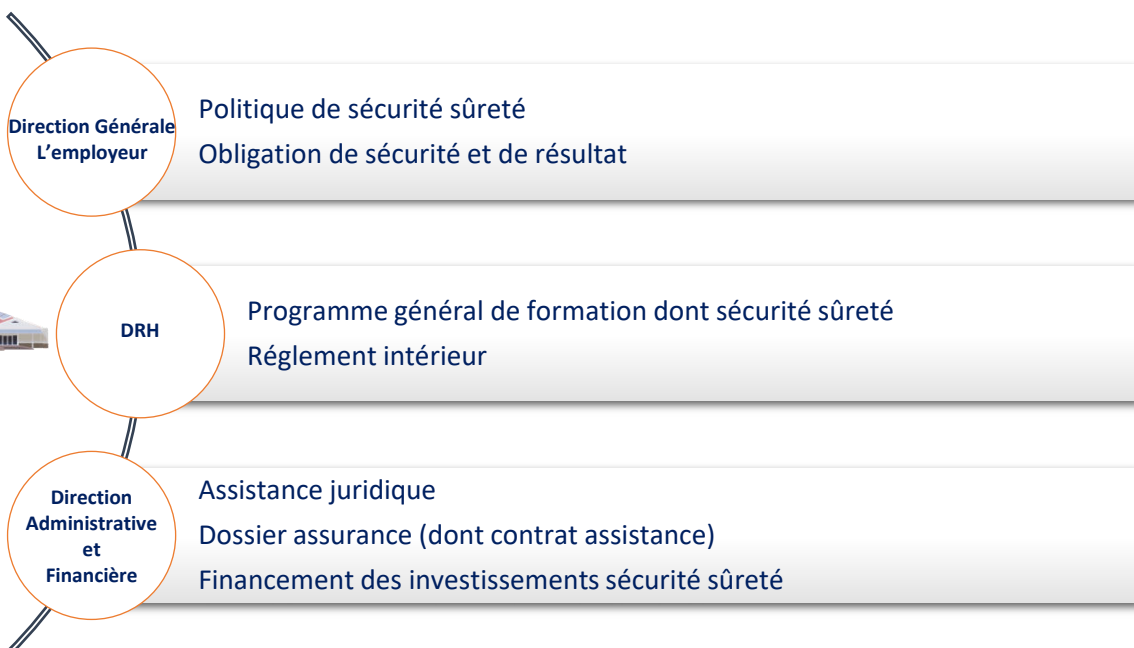 Direction Générale
L'employeur
Politique de sécurité sûreté
Obligation de sécurité et de résultat
DRH
Programme général de formation dont sécurité sûreté
Réglement intérieur
Direction
Administrative
et
Financière
Assistance juridique
Dossier assurance (dont contrat assistance)
Financement des investissements sécurité sûreté